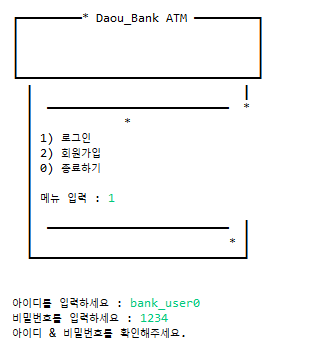 * Daou_Bank ATM
*
*
1) 로그인
2) 회원가입
0) 종료하기
메뉴 입력 : 1
*
아이디를 입력하세요 : bank_user0
비밀번호를 입력하세요 : 1234
아이디 & 비밀번호를 확인해주세요.